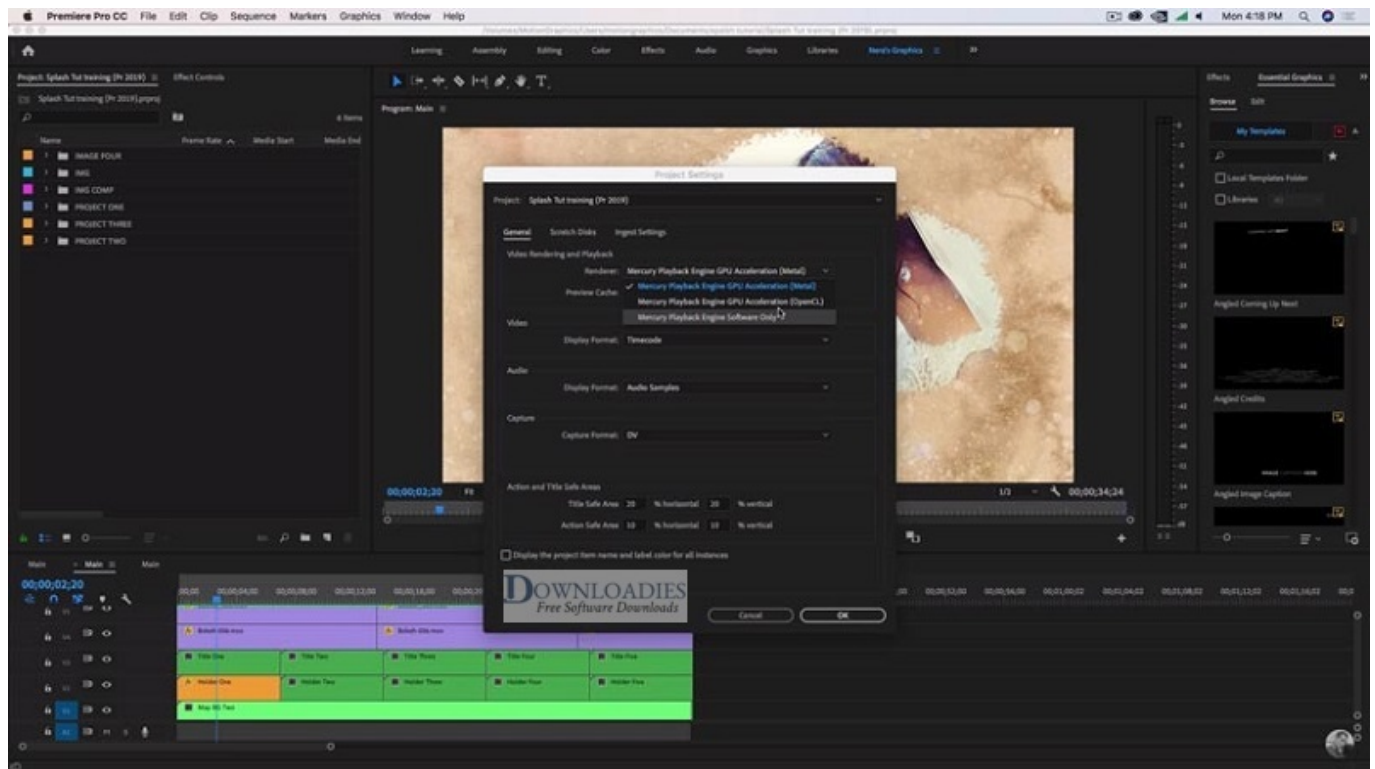 Premiere Pro CC File Edit Clip Sequence Markers Graphics Window Help
Mon 4:18 PM
Learning Assembly Editing Color Effects Audio Graphics Libraries Nerd's Graphics
Project: Splash Tut training (Pr 2019) Effect Controls
Splash Tut training (Pr 2019).prproj
6 Items
Name Frame Rate Media Start Media End
IMAGE FOUR
IMG
IMG COMP
PROJECT ONE
PROJECT THREE
PROJECT TWO
Program: Main
Project Settings
Project: Splash Tut training (Pr 2019)
General Scratch Disks Ingest Settings
Video Rendering and Playback
Renderer: Mercury Playback Engine GPU Acceleration (Metal)
Mercury Playback Engine GPU Acceleration (Metal)
Preview Cache:
Mercury Playback Engine GPU Acceleration (OpenCL)
Mercury Playback Engine Software Only
Video
Display Format: Timecode
Audio
Display Format: Audio Samples
Capture
Capture Format: DV
Action and Title Safe Areas
Title Safe Area 20 % horizontal 20 % vertical
Action Safe Area 10 % horizontal 10 % vertical
Display the project item name and label color for all instances
DOWNLOADIES
Free Software Downloads
Cancel OK
00;00;02;20 Fit
1/2 00;00;34;24
Effects Essential Graphics
Browse Edit
My Templates
Local Templates Folder
Libraries
Angled Coming Up Next
Angled Credits
Angled Image Caption
Main Main Main
00;00;02;20
Title One Title Two Title Three Title Four Title Five
Holder One Holder Two Holder Three Holder Four Holder Five
Map BG Two